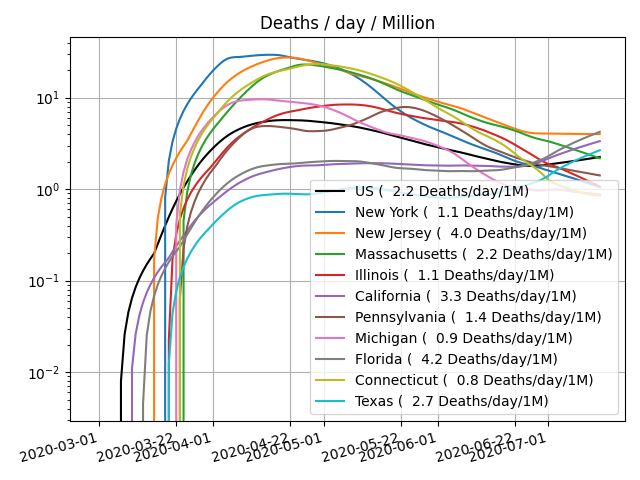 Deaths / day / Million
10¹
10⁰
10⁻¹
10⁻²
US (  2.2 Deaths/day/1M)
New York (  1.1 Deaths/day/1M)
New Jersey (  4.0 Deaths/day/1M)
Massachusetts (  2.2 Deaths/day/1M)
Illinois (  1.1 Deaths/day/1M)
California (  3.3 Deaths/day/1M)
Pennsylvania (  1.4 Deaths/day/1M)
Michigan (  0.9 Deaths/day/1M)
Florida (  4.2 Deaths/day/1M)
Connecticut (  0.8 Deaths/day/1M)
Texas (  2.7 Deaths/day/1M)
2020-03-01
2020-03-22
2020-04-01
2020-04-22
2020-05-01
2020-05-22
2020-06-01
2020-06-22
2020-07-01